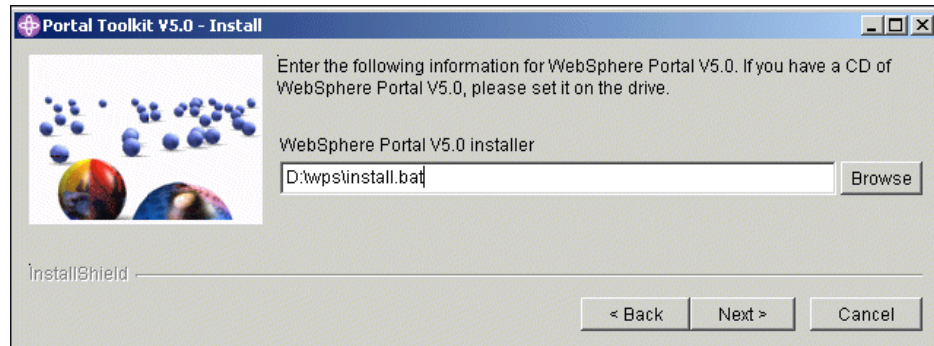 Portal Toolkit V5.0 - Install
Enter the following information for WebSphere Portal V5.0. If you have a CD of
WebSphere Portal V5.0, please set it on the drive.
WebSphere Portal V5.0 installer
D:\wps\install.bat
Browse
InstallShield
< Back
Next >
Cancel